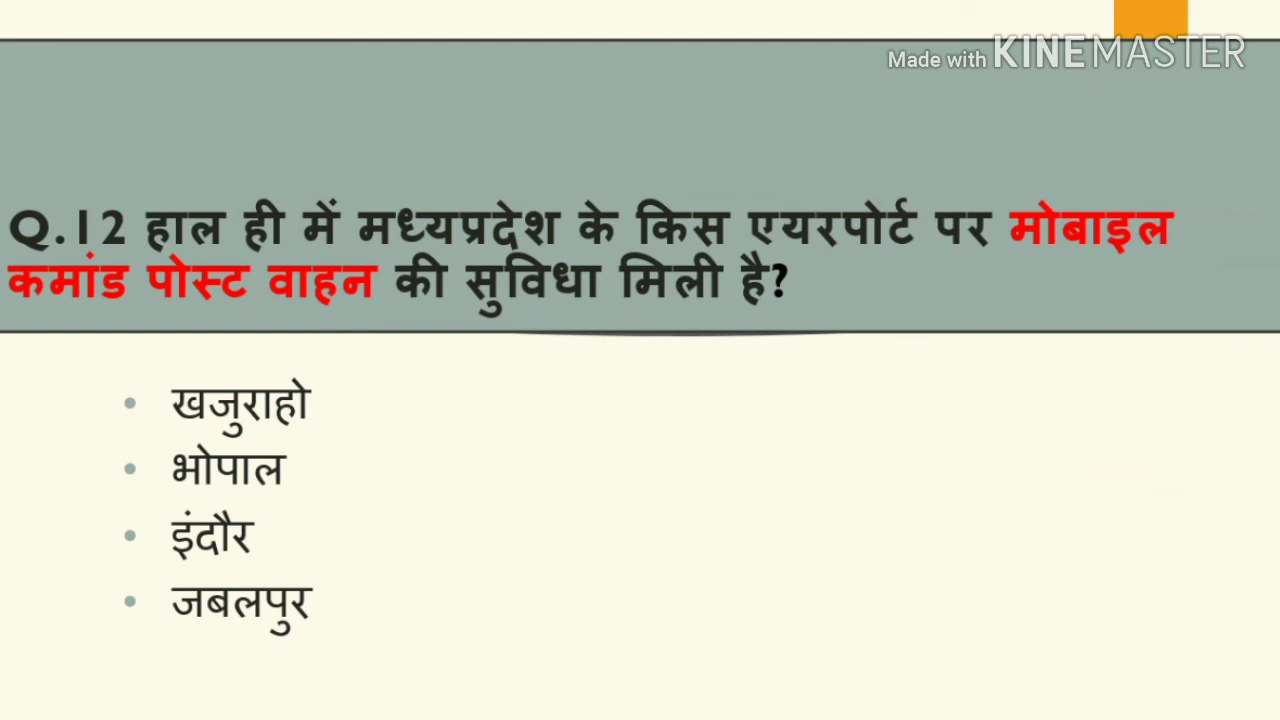 Made with KINEMASTER
Q.12 हाल ही में मध्यप्रदेश के किस एयरपोर्ट पर मोबाइल
कमांड पोस्ट वाहन की सुविधा मिली है?
• खजुराहो
• भोपाल
• इंदौर
• जबलपुर